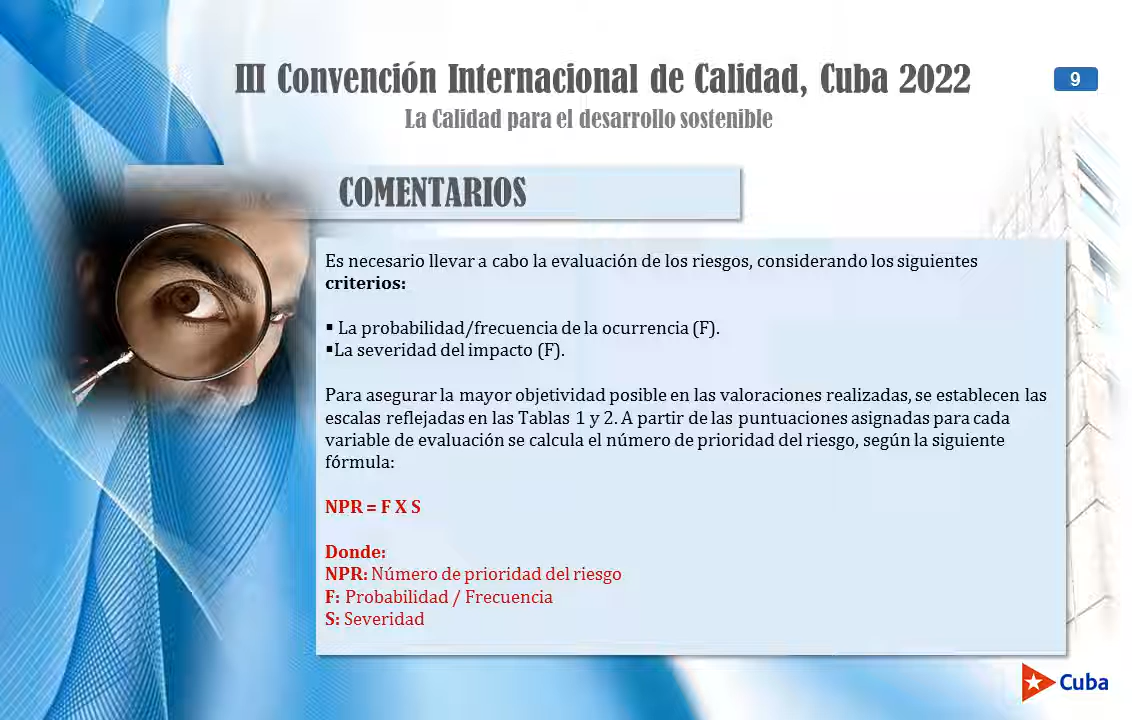 III Convención Internacional de Calidad, Cuba 2022
9
La Calidad para el desarrollo sostenible
COMENTARIOS
Es necesario llevar a cabo la evaluación de los riesgos, considerando los siguientes
criterios:
▪ La probabilidad/frecuencia de la ocurrencia (F).
▪La severidad del impacto (F).
Para asegurar la mayor objetividad posible en las valoraciones realizadas, se establecen las
escalas reflejadas en las Tablas 1 y 2. A partir de las puntuaciones asignadas para cada
variable de evaluación se calcula el número de prioridad del riesgo, según la siguiente
fórmula:
NPR = F X S
Donde:
NPR: Número de prioridad del riesgo
F: Probabilidad / Frecuencia
S: Severidad
Cuba